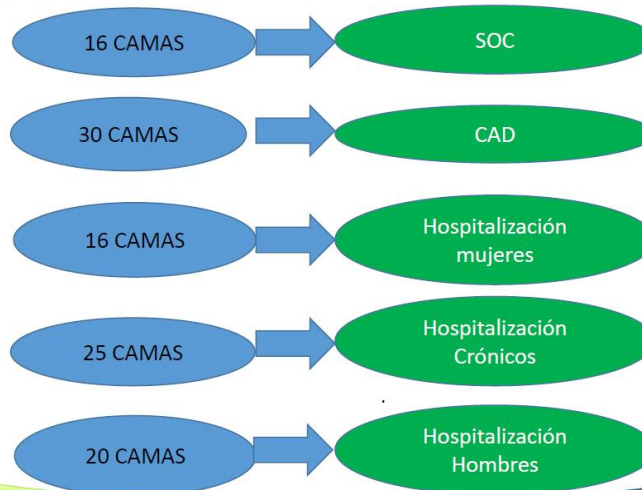 16 CAMAS
SOC
30 CAMAS
CAD
16 CAMAS
Hospitalización
mujeres
25 CAMAS
Hospitalización
Crónicos
20 CAMAS
Hospitalización
Hombres